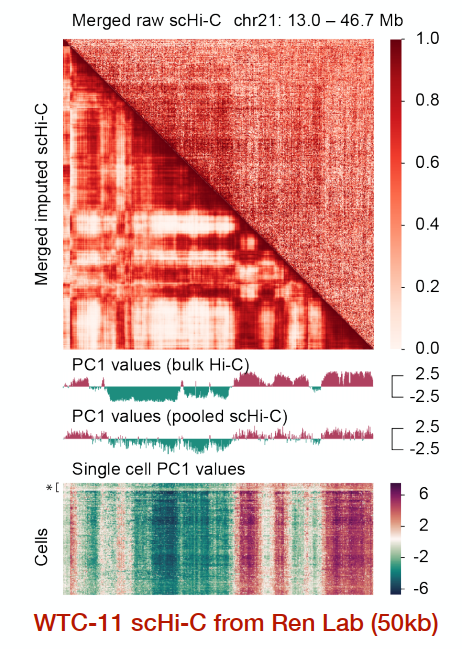 Merged raw scHi-C chr21: 13.0 – 46.7 Mb
Merged imputed scHi-C
1.0
0.8
0.6
0.4
0.2
0.0
PC1 values (bulk Hi-C)
2.5
-2.5
PC1 values (pooled scHi-C)
2.5
-2.5
Single cell PC1 values
*
Cells
6
2
-2
-6
WTC-11 scHi-C from Ren Lab (50kb)